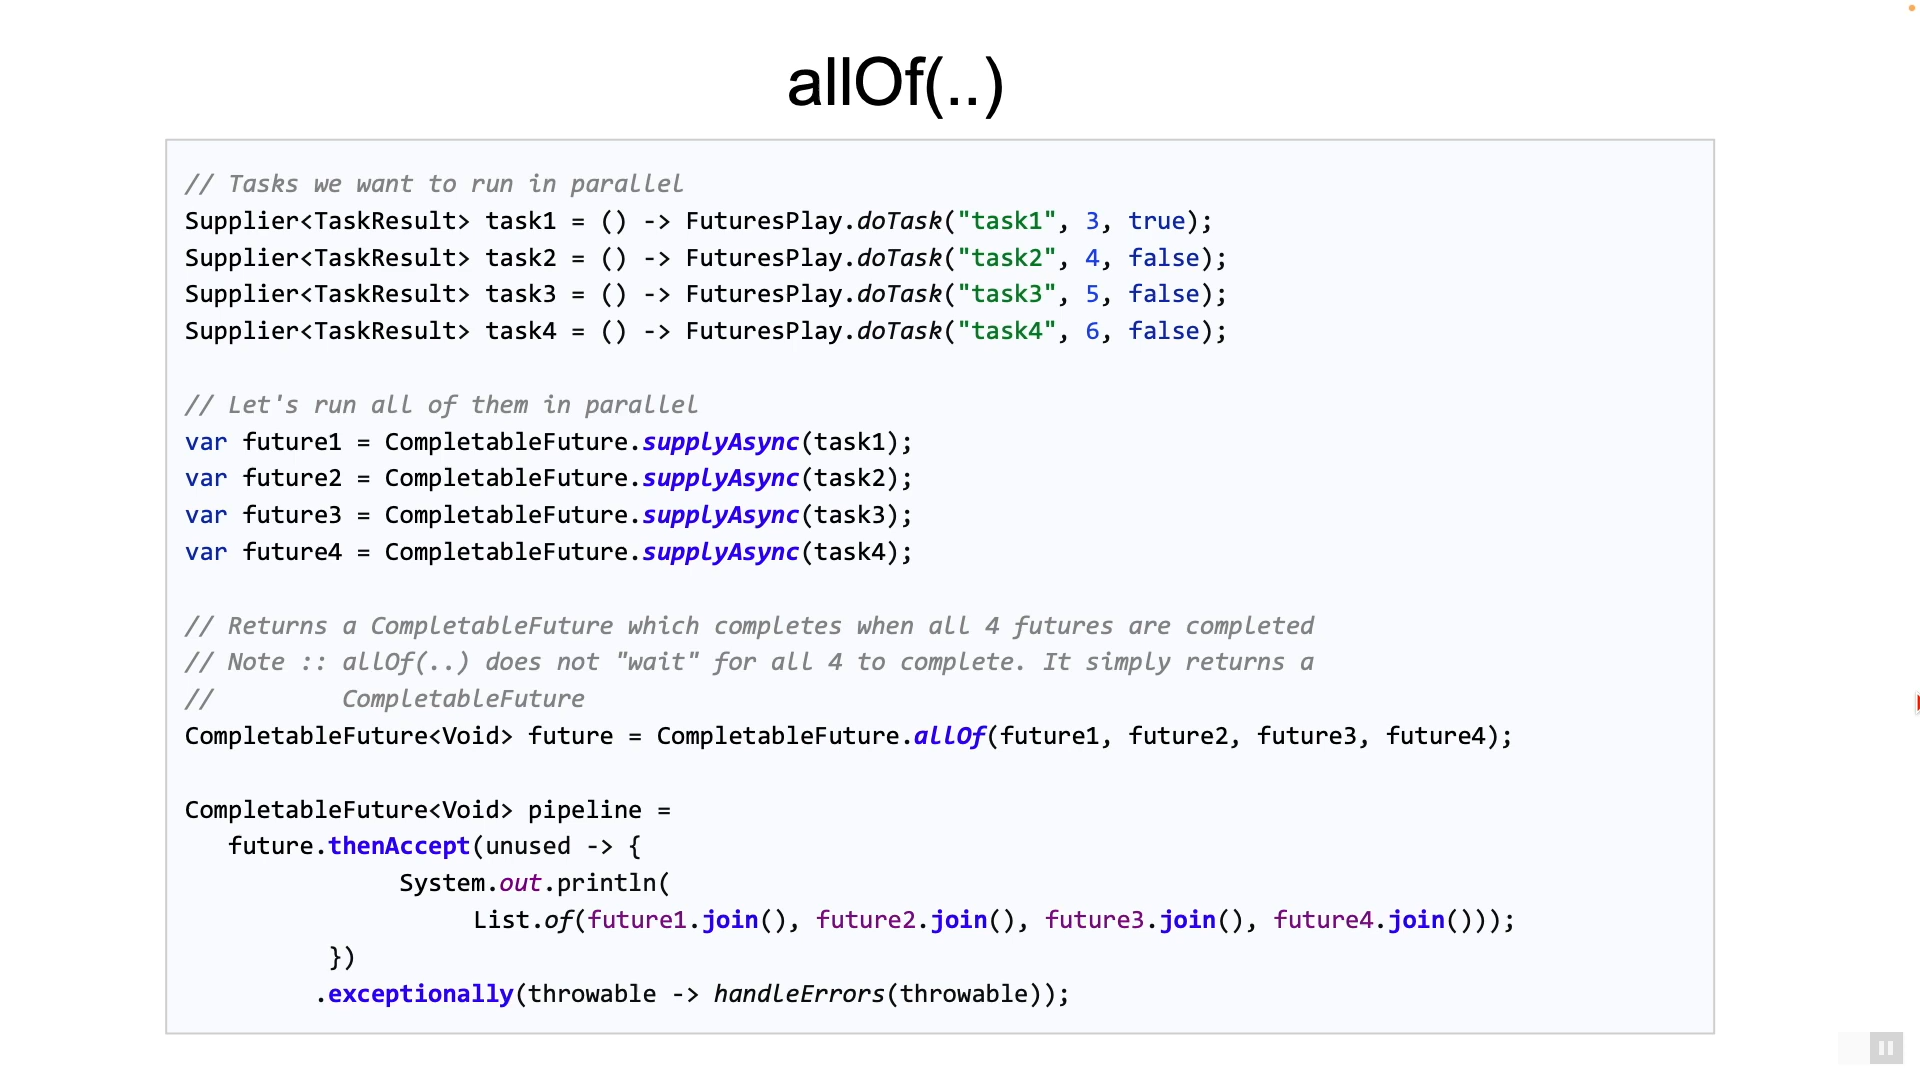 allOf(..)
// Tasks we want to run in parallel
Supplier<TaskResult> task1 = () -> FuturesPlay.doTask("task1", 3, true);
Supplier<TaskResult> task2 = () -> FuturesPlay.doTask("task2", 4, false);
Supplier<TaskResult> task3 = () -> FuturesPlay.doTask("task3", 5, false);
Supplier<TaskResult> task4 = () -> FuturesPlay.doTask("task4", 6, false);
// Let's run all of them in parallel
var future1 = CompletableFuture.supplyAsync(task1);
var future2 = CompletableFuture.supplyAsync(task2);
var future3 = CompletableFuture.supplyAsync(task3);
var future4 = CompletableFuture.supplyAsync(task4);
// Returns a CompletableFuture which completes when all 4 futures are completed
// Note :: allOf(..) does not "wait" for all 4 to complete. It simply returns a
//         CompletableFuture
CompletableFuture<Void> future = CompletableFuture.allOf(future1, future2, future3, future4);
CompletableFuture<Void> pipeline =
future.thenAccept(unused -> {
System.out.println(
List.of(future1.join(), future2.join(), future3.join(), future4.join()));
})
.exceptionally(throwable -> handleErrors(throwable));